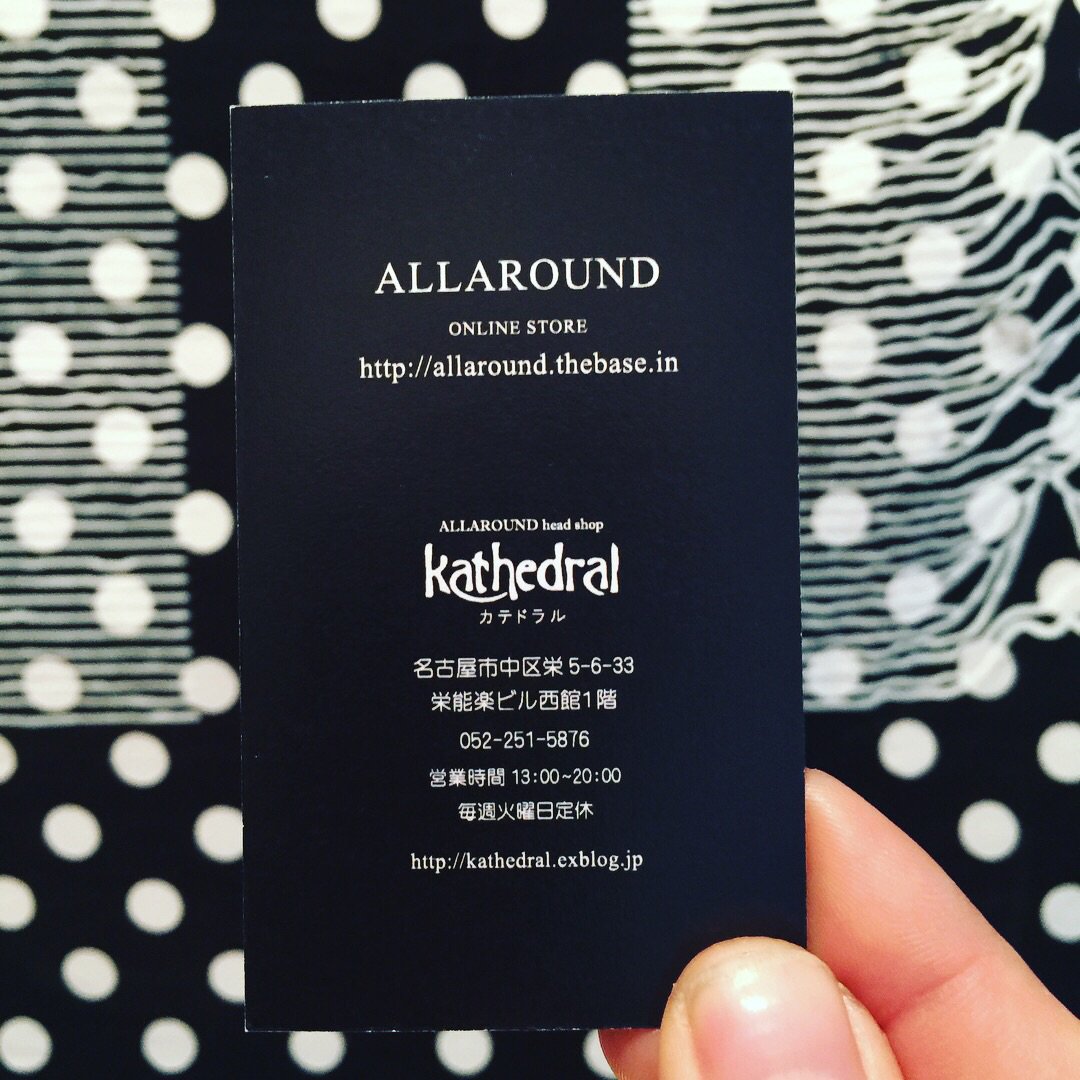 ALLAROUND
ONLINE STORE
http://allaround.thebase.in
ALLAROUND head shop
kathedral
カテドラル
名古屋市中区栄 5-6-33
栄能楽ビル西館1階
052-251-5876
営業時間 13:00~20:00
毎週火曜日定休
http://kathedral.exblog.jp